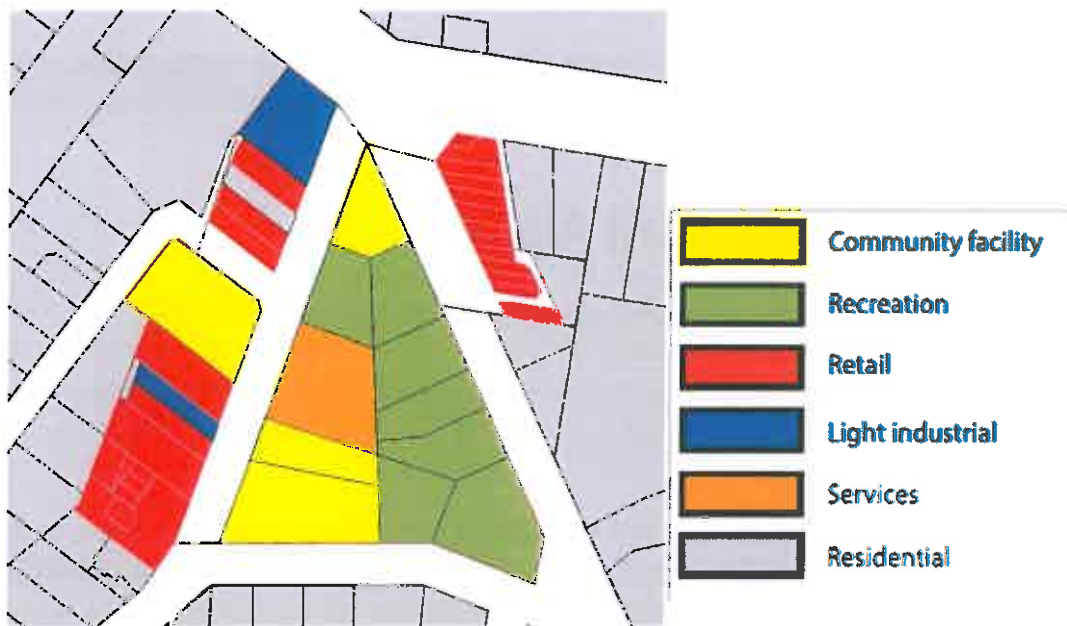 Community facility
Recreation
Retail
Light industrial
Services
Residential